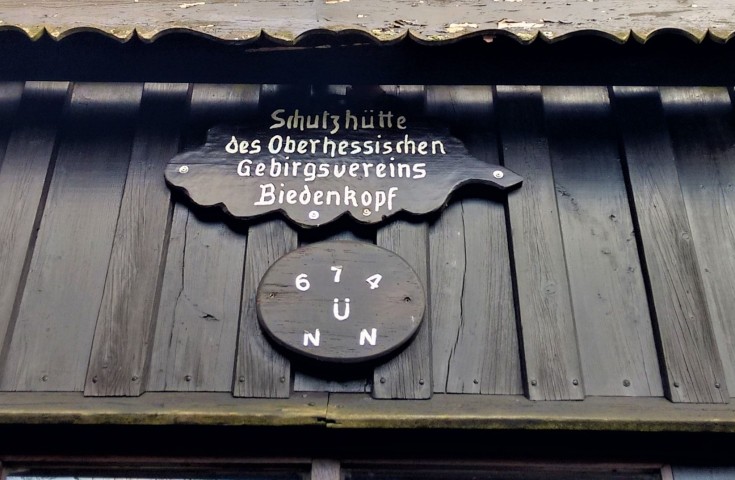 Schutzhütte
des Oberhessischen
Gebirgsvereins
Biedenkopf
674
Ü
N N